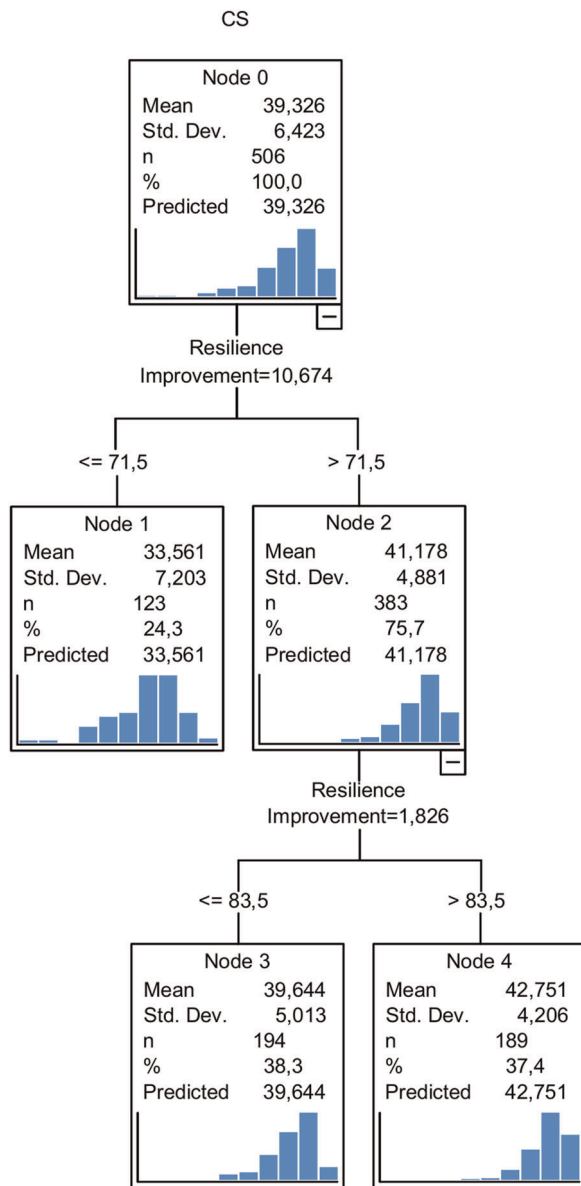 CS
Node 0
Mean 39,326
Std. Dev. 6,423
n 506
% 100,0
Predicted 39,326
Resilience
Improvement=10,674
<= 71,5
> 71,5
Node 1
Mean 33,561
Std. Dev. 7,203
n 123
% 24,3
Predicted 33,561
Node 2
Mean 41,178
Std. Dev. 4,881
n 383
% 75,7
Predicted 41,178
Resilience
Improvement=1,826
<= 83,5
> 83,5
Node 3
Mean 39,644
Std. Dev. 5,013
n 194
% 38,3
Predicted 39,644
Node 4
Mean 42,751
Std. Dev. 4,206
n 189
% 37,4
Predicted 42,751